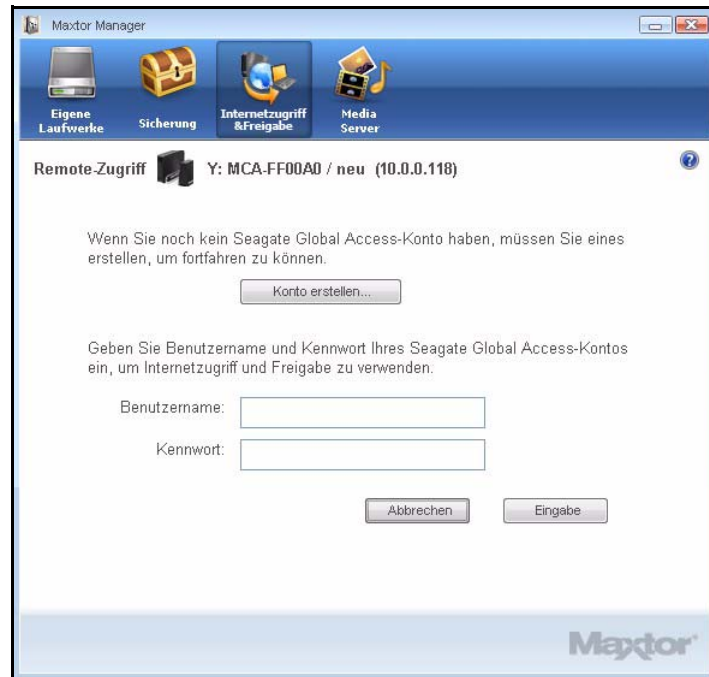 Maxtor Manager
Eigene
Laufwerke
Sicherung
Internetzugriff
&Freigabe
Media
Server
Remote-Zugriff Y: MCA-FF00A0 / neu (10.0.0.118)
?
Wenn Sie noch kein Seagate Global Access-Konto haben, müssen Sie eines
erstellen, um fortfahren zu können.
Konto erstellen...
Geben Sie Benutzername und Kennwort Ihres Seagate Global Access-Kontos
ein, um Internetzugriff und Freigabe zu verwenden.
Benutzername:
Kennwort:
Abbrechen Eingabe
Maxtor